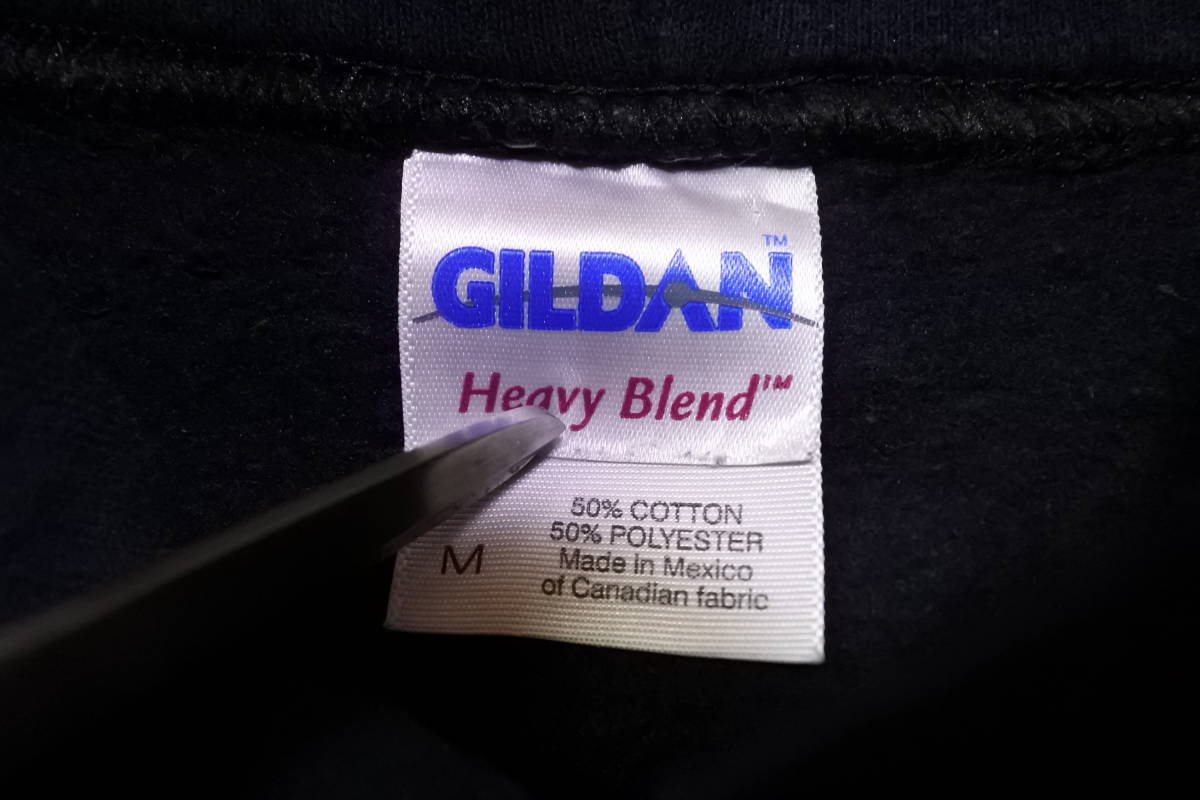 GILDAN™
Heavy Blend™
50% COTTON
50% POLYESTER
M
Made in Mexico
of Canadian fabric